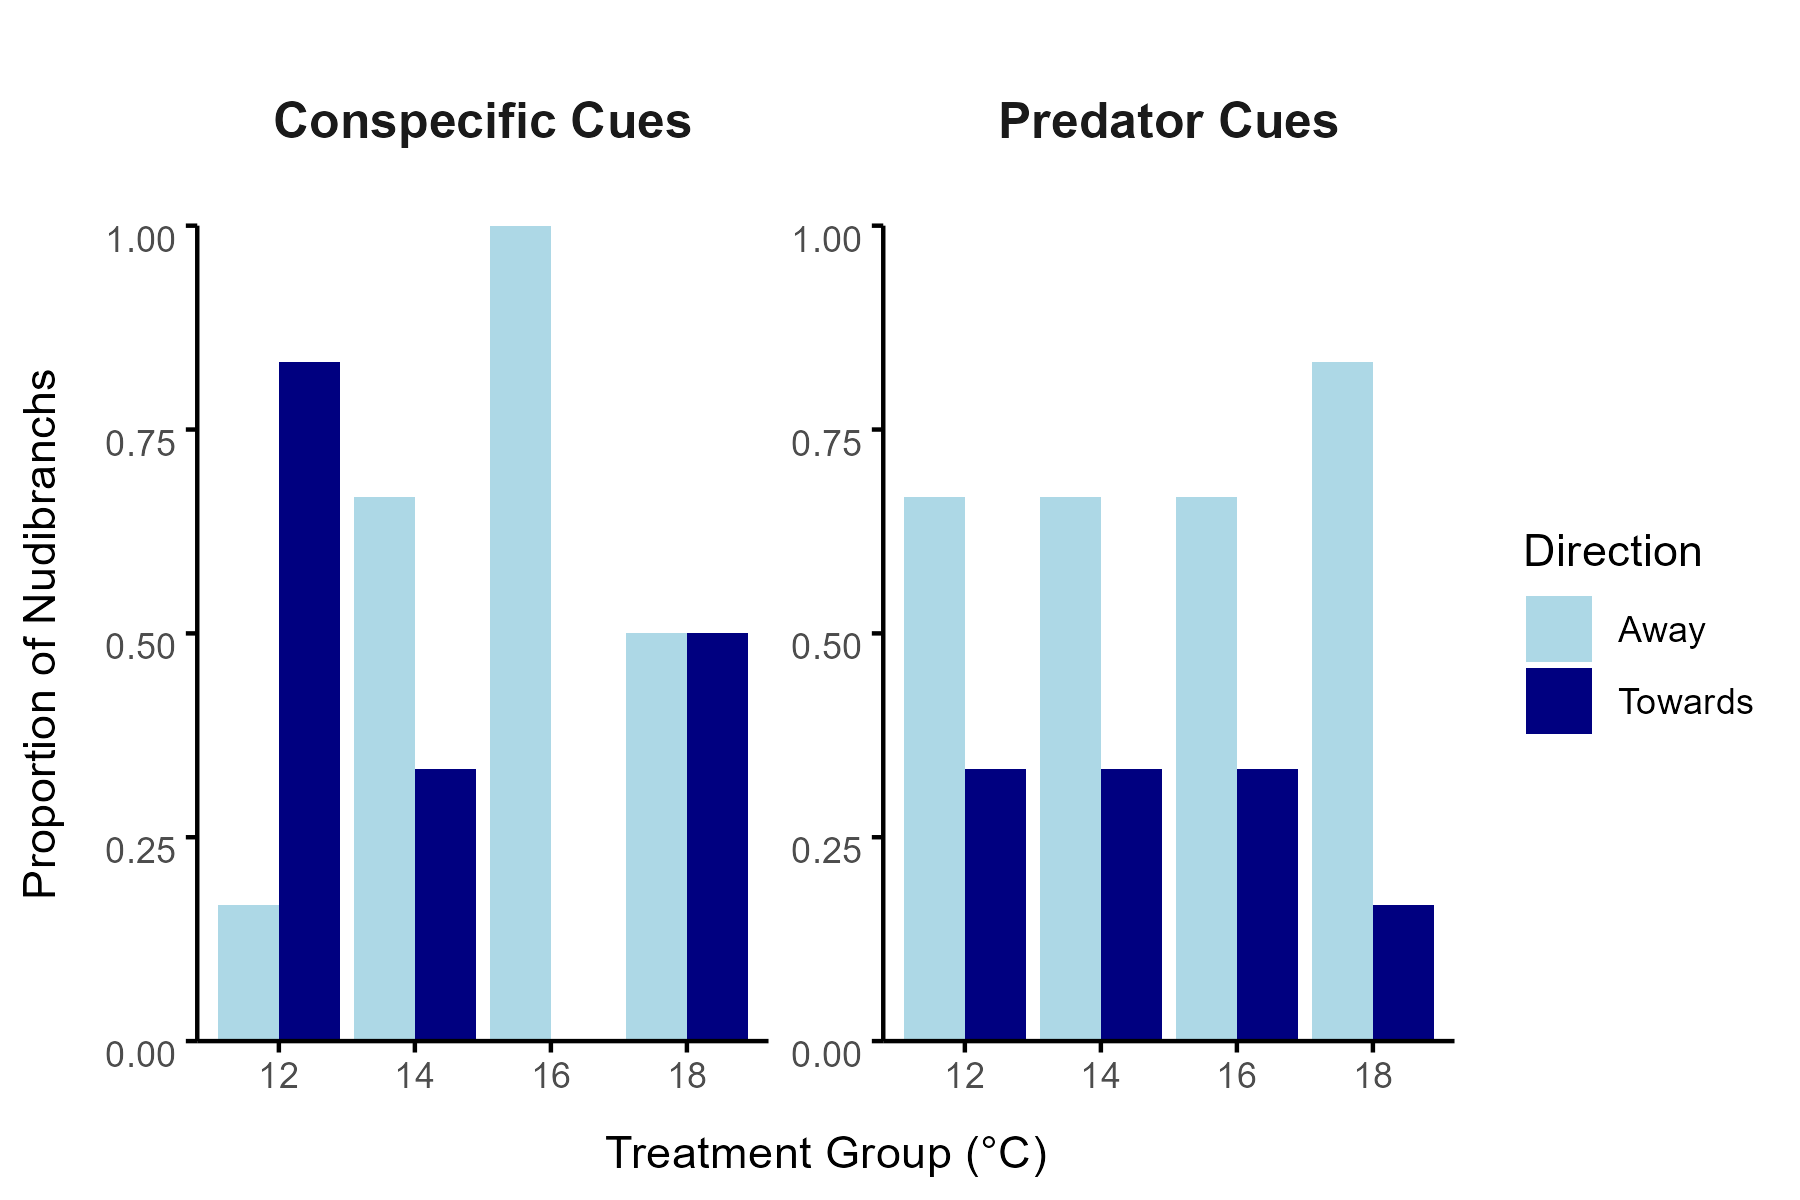 Conspecific Cues
Predator Cues
Proportion of Nudibranchs
1.00
0.75
0.50
0.25
0.00
12 14 16 18
1.00
0.75
0.50
0.25
0.00
12 14 16 18
Treatment Group (°C)
Direction
Away
Towards